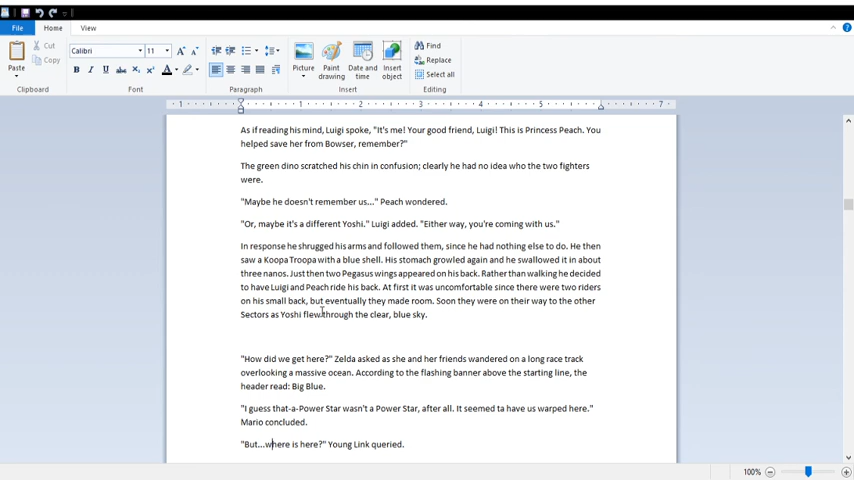 File Home View
Cut Calibri 11 Find
Copy Replace
Paste Picture Paint drawing Date and time Insert object Select all
Clipboard Font Paragraph Insert Editing
1 1 2 3 4 5 7
As if reading his mind, Luigi spoke, "It's me! Your good friend, Luigi! This is Princess Peach. You
helped save her from Bowser, remember?"
The green dino scratched his chin in confusion; clearly he had no idea who the two fighters
were.
"Maybe he doesn't remember us..." Peach wondered.
"Or, maybe it's a different Yoshi." Luigi added. "Either way, you're coming with us."
In response he shrugged his arms and followed them, since he had nothing else to do. He then
saw a Koopa Troopa with a blue shell. His stomach growled again and he swallowed it in about
three nanos. Just then two Pegasus wings appeared on his back. Rather than walking he decided
to have Luigi and Peach ride his back. At first it was uncomfortable since there were two riders
on his small back, but eventually they made room. Soon they were on their way to the other
Sectors as Yoshi flew through the clear, blue sky.
"How did we get here?" Zelda asked as she and her friends wandered on a long race track
overlooking a massive ocean. According to the flashing banner above the starting line, the
header read: Big Blue.
"I guess that-a-Power Star wasn't a Power Star, after all. It seemed ta have us warped here."
Mario concluded.
"But...where is here?" Young Link queried.
100%